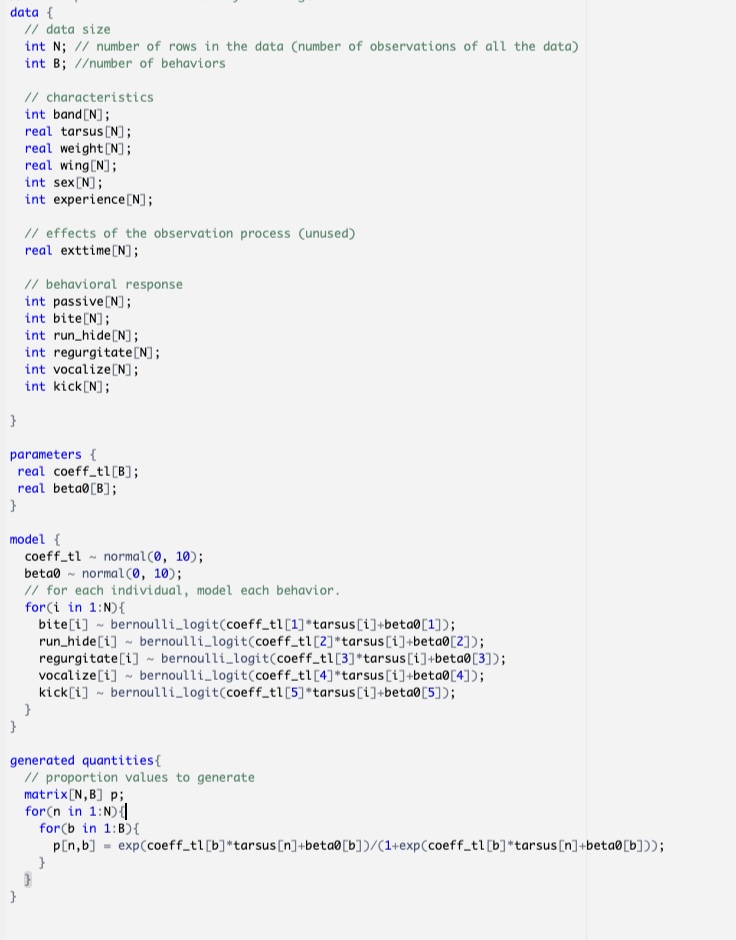 data {
// data size
int N; // number of rows in the data (number of observations of all the data)
int B; //number of behaviors
// characteristics
int band[N];
real tarsus[N];
real weight[N];
real wing[N];
int sex[N];
int experience[N];
// effects of the observation process (unused)
real exttime[N];
// behavioral response
int passive[N];
int bite[N];
int run_hide[N];
int regurgitate[N];
int vocalize[N];
int kick[N];
}
parameters {
real coeff_tl[B];
real beta0[B];
}
model {
coeff_tl ~ normal(0, 10);
beta0 ~ normal(0, 10);
// for each individual, model each behavior.
for(i in 1:N){
bite[i] ~ bernoulli_logit(coeff_tl[1]*tarsus[i]+beta0[1]);
run_hide[i] ~ bernoulli_logit(coeff_tl[2]*tarsus[i]+beta0[2]);
regurgitate[i] ~ bernoulli_logit(coeff_tl[3]*tarsus[i]+beta0[3]);
vocalize[i] ~ bernoulli_logit(coeff_tl[4]*tarsus[i]+beta0[4]);
kick[i] ~ bernoulli_logit(coeff_tl[5]*tarsus[i]+beta0[5]);
}
}
generated quantities{
// proportion values to generate
matrix[N,B] p;
for(n in 1:N){
for(b in 1:B){
p[n,b] = exp(coeff_tl[b]*tarsus[n]+beta0[b])/(1+exp(coeff_tl[b]*tarsus[n]+beta0[b]));
}
}
}